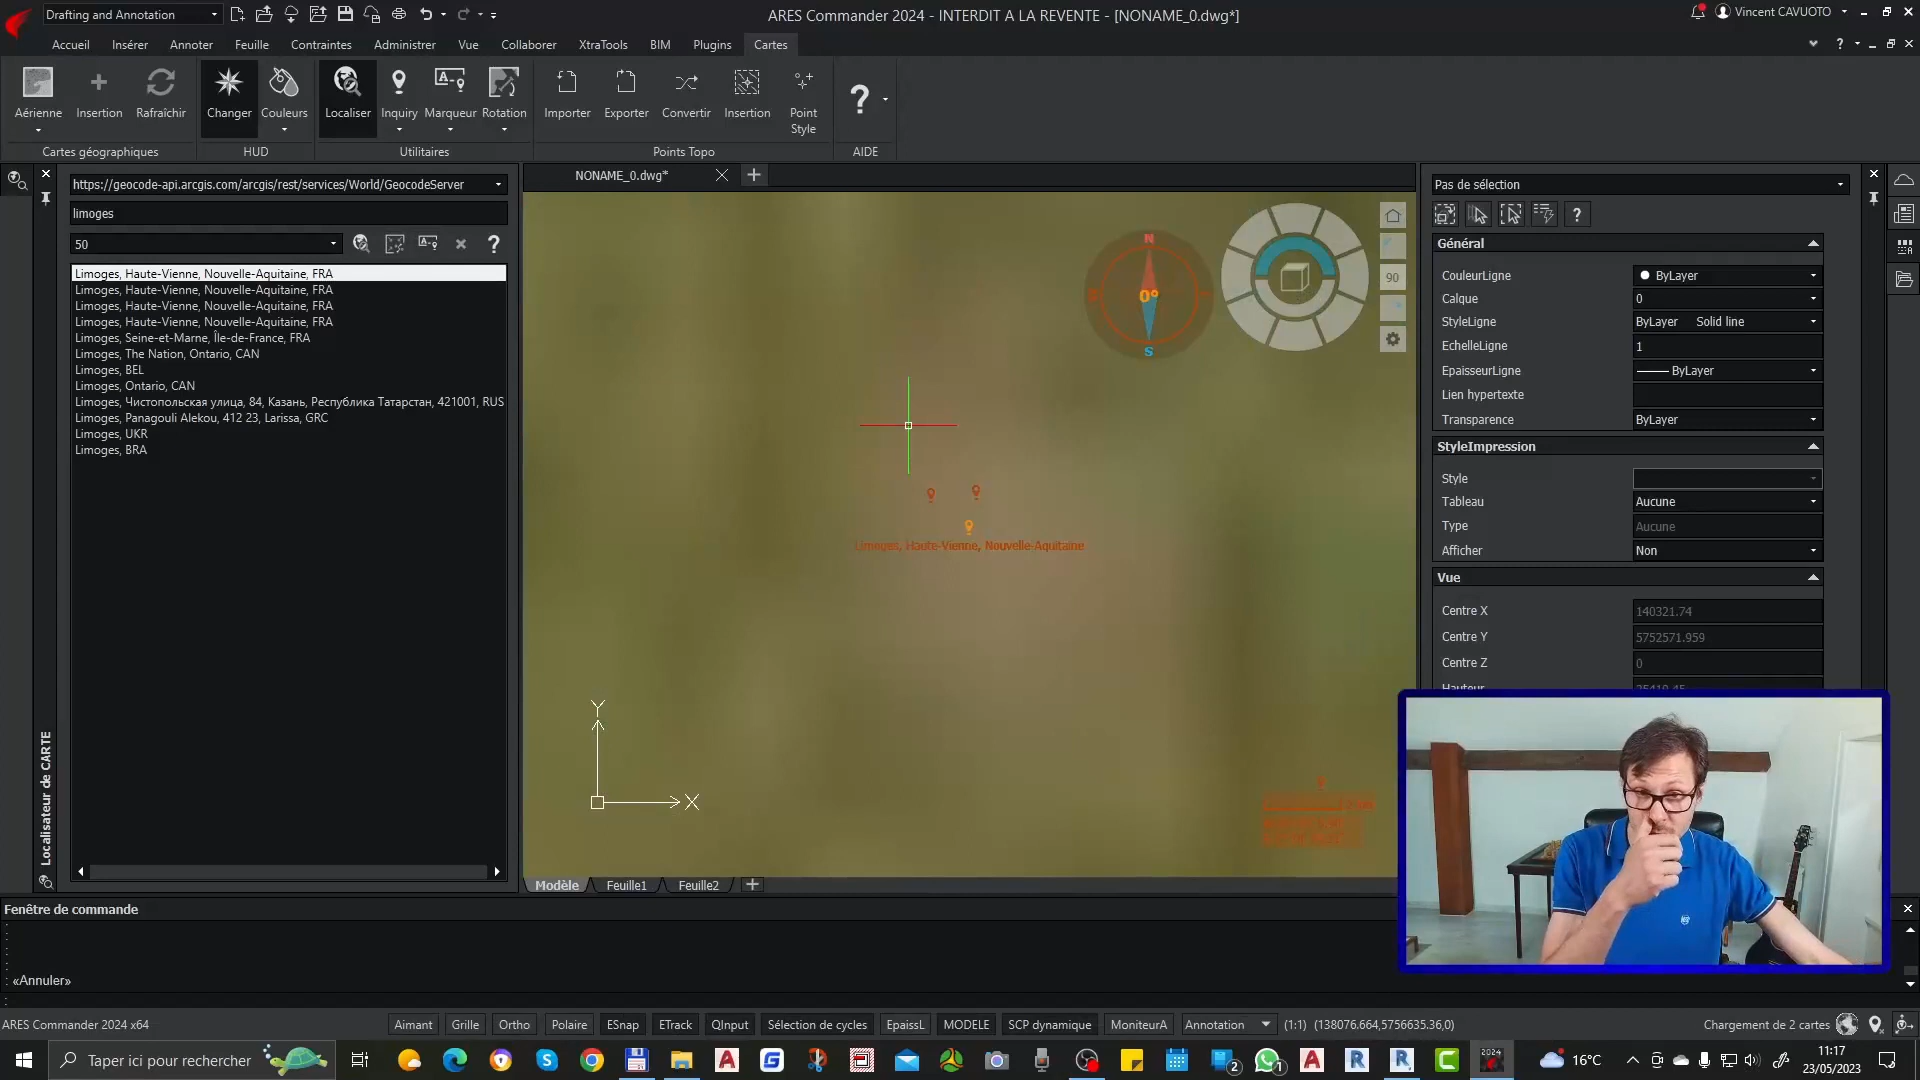 Drafting and Annotation
ARES Commander 2024 - INTERDIT A LA REVENTE - [NONAME_0.dwg*]
Vincent CAVUOTO
Accueil Insérer Annoter Feuille Contraintes Administrer Vue Collaborer XtraTools BIM Plugins Cartes
Aérienne Insertion Rafraîchir Changer Couleurs Localiser Inquiry Marqueur Rotation Importer Exporter Convertir Insertion Point Style
Cartes géographiques HUD Utilitaires Points Topo AIDE
https://geocode-api.arcgis.com/arcgis/rest/services/World/GeocodeServer
limoges
50
Limoges, Haute-Vienne, Nouvelle-Aquitaine, FRA
Limoges, Haute-Vienne, Nouvelle-Aquitaine, FRA
Limoges, Haute-Vienne, Nouvelle-Aquitaine, FRA
Limoges, Haute-Vienne, Nouvelle-Aquitaine, FRA
Limoges, Seine-et-Marne, Île-de-France, FRA
Limoges, The Nation, Ontario, CAN
Limoges, BEL
Limoges, Ontario, CAN
Limoges, Чистопольская улица, 84, Казань, Республика Татарстан, 421001, RUS
Limoges, Panagouli Alekou, 412 23, Larissa, GRC
Limoges, UKR
Limoges, BRA
Localisateur de CARTE
NONAME_0.dwg*
N
0°
S
90
Limoges, Haute-Vienne, Nouvelle-Aquitaine
Y
X
Modèle Feuille1 Feuille2
Pas de sélection
Général
CouleurLigne ByLayer
Calque 0
StyleLigne ByLayer Solid line
EchelleLigne 1
EpaisseurLigne ByLayer
Lien hypertexte
Transparence ByLayer
StyleImpression
Style
Tableau Aucune
Type Aucune
Afficher Non
Vue
Centre X 140321.74
Centre Y 5752571.959
Centre Z 0
Fenêtre de commande
: «Annuler»
:
ARES Commander 2024 x64
Aimant Grille Ortho Polaire ESnap ETrack QInput Sélection de cycles EpaissL MODELE SCP dynamique MoniteurA Annotation (1:1) (138076.664,5756635.36,0)
Chargement de 2 cartes
Taper ici pour rechercher
16°C
11:17
23/05/2023